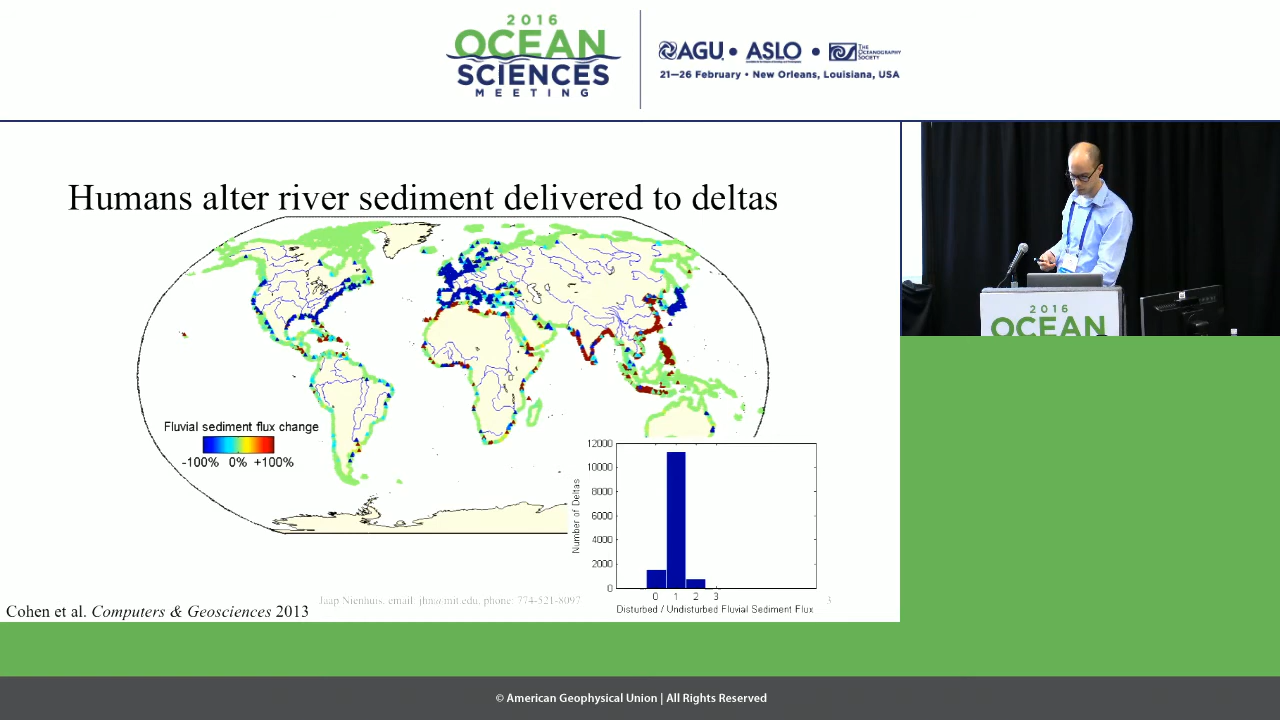 2016
OCEAN
SCIENCES
MEETING
AGU • ASLO • THE OCEANOGRAPHY SOCIETY
21—26 February • New Orleans, Louisiana, USA
Humans alter river sediment delivered to deltas
Fluvial sediment flux change
-100% 0% +100%
12000
10000
8000
6000
4000
2000
0
Number of Deltas
0 1 2 3
Disturbed / Undisturbed Fluvial Sediment Flux
Jaap Nienhuis, email: jhn@mit.edu, phone: 774-521-8097
3
Cohen et al. Computers & Geosciences 2013
2016
OCEAN
© American Geophysical Union | All Rights Reserved